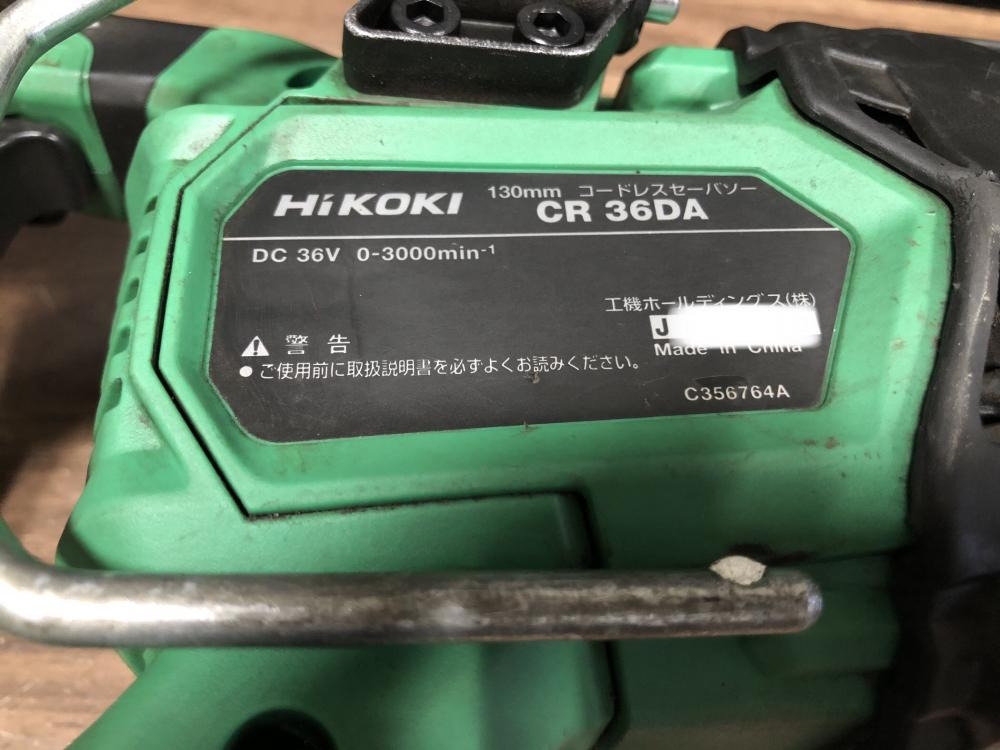 HiKOKI
130mm コードレスセーバソー
CR 36DA
DC 36V 0-3000min-1
工機ホールディングス(株)
J
Made in China
⚠ 警告
● ご使用前に取扱説明書を必ずよくお読みください。
C356764A